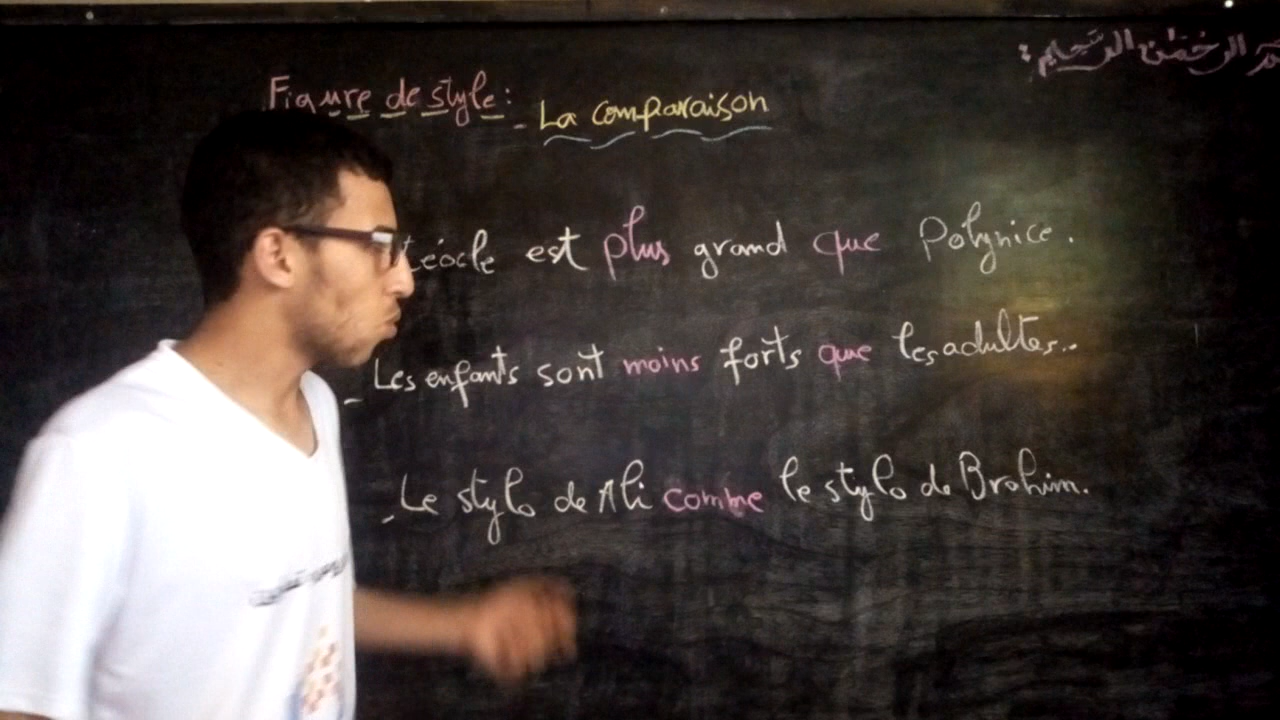 الرحمن الرحيم :
Figure de style : - La comparaison
téocle est plus grand que Polynice.
_ Les enfants sont moins forts que les adultes..
_ Le stylo de Ali comme le stylo de Brahim.